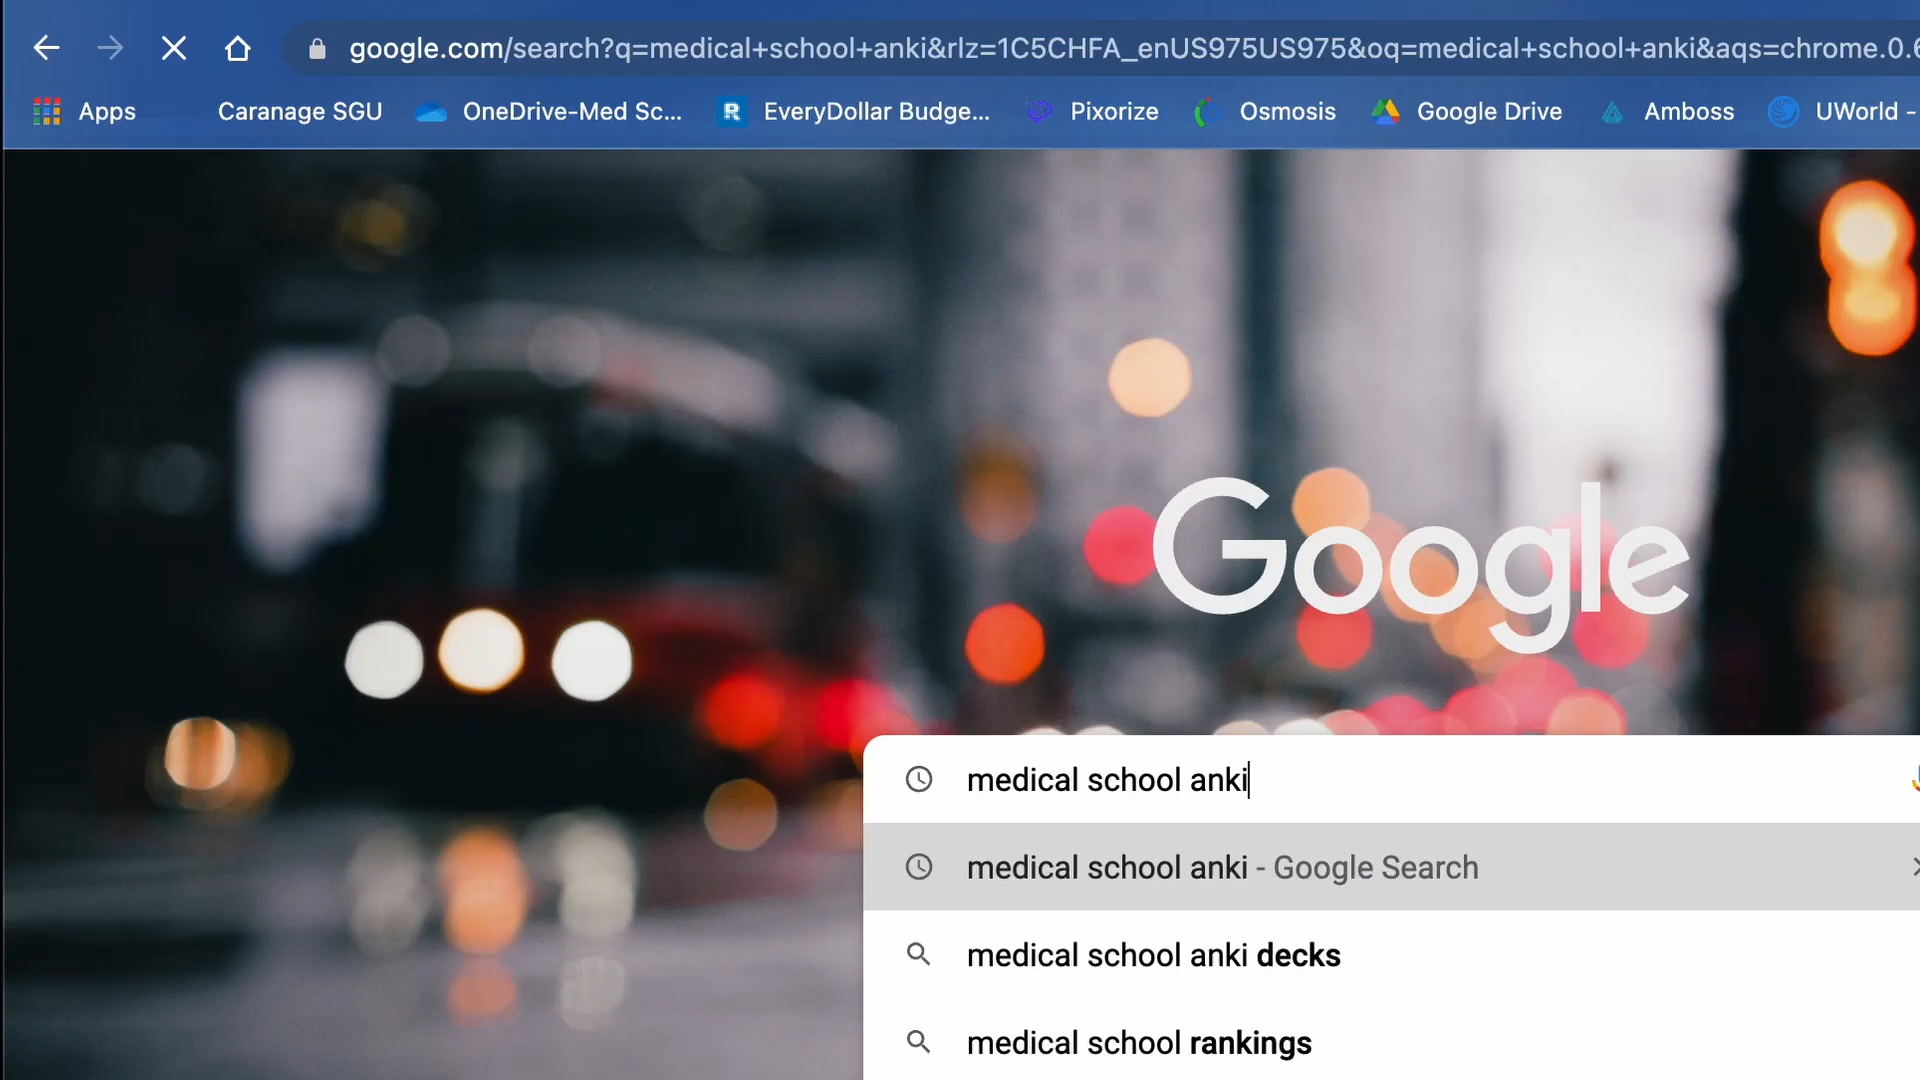 google.com/search?q=medical+school+anki&rlz=1C5CHFA_enUS975US975&oq=medical+school+anki&aqs=chrome.0.6
Apps Caranage SGU OneDrive-Med Sc... EveryDollar Budge... Pixorize Osmosis Google Drive Amboss UWorld -
Google
medical school anki
medical school anki - Google Search
medical school anki decks
medical school rankings